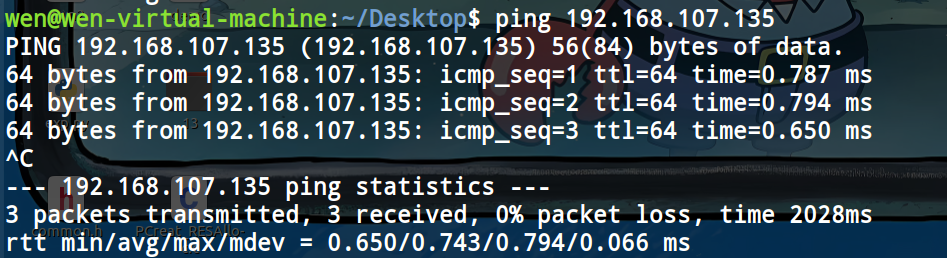 wen@wen-virtual-machine:~/Desktop$ ping 192.168.107.135
PING 192.168.107.135 (192.168.107.135) 56(84) bytes of data.
64 bytes from 192.168.107.135: icmp_seq=1 ttl=64 time=0.787 ms
64 bytes from 192.168.107.135: icmp_seq=2 ttl=64 time=0.794 ms
64 bytes from 192.168.107.135: icmp_seq=3 ttl=64 time=0.650 ms
^C
--- 192.168.107.135 ping statistics ---
3 packets transmitted, 3 received, 0% packet loss, time 2028ms
common.h
rtt min/avg/max/mdev = 0.650/0.743/0.794/0.066 ms